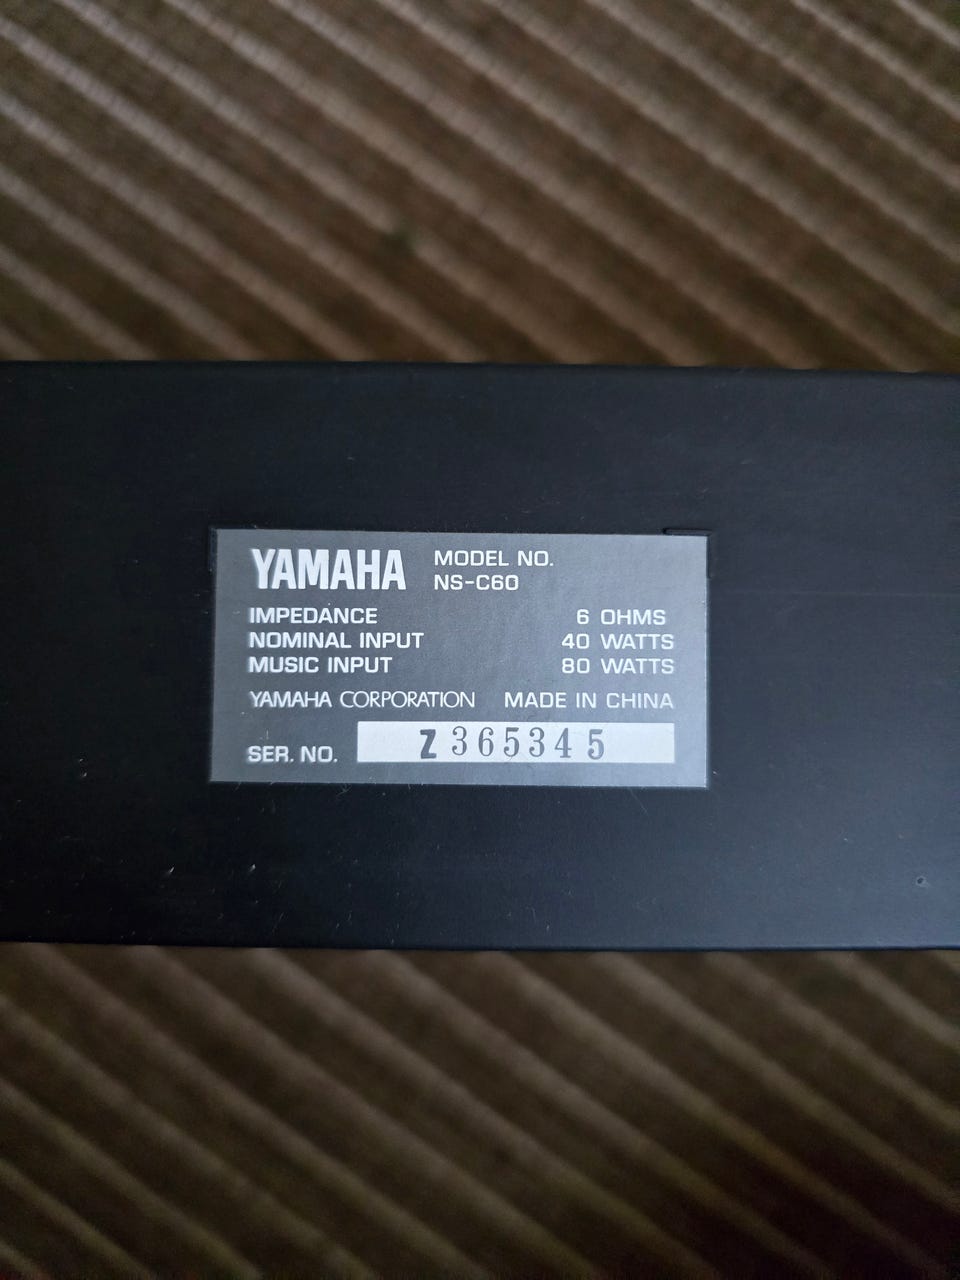 YAMAHA MODEL NO.
NS-C60
IMPEDANCE 6 OHMS
NOMINAL INPUT 40 WATTS
MUSIC INPUT 80 WATTS
YAMAHA CORPORATION MADE IN CHINA
SER. NO. Z365345